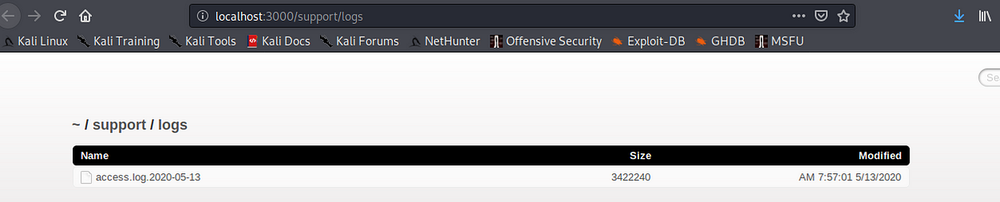 localhost:3000/support/logs
Kali Linux Kali Training Kali Tools Kali Docs Kali Forums NetHunter Offensive Security Exploit-DB GHDB MSFU
Se
~ / support / logs
Name Size Modified
access.log.2020-05-13 3422240 AM 7:57:01 5/13/2020